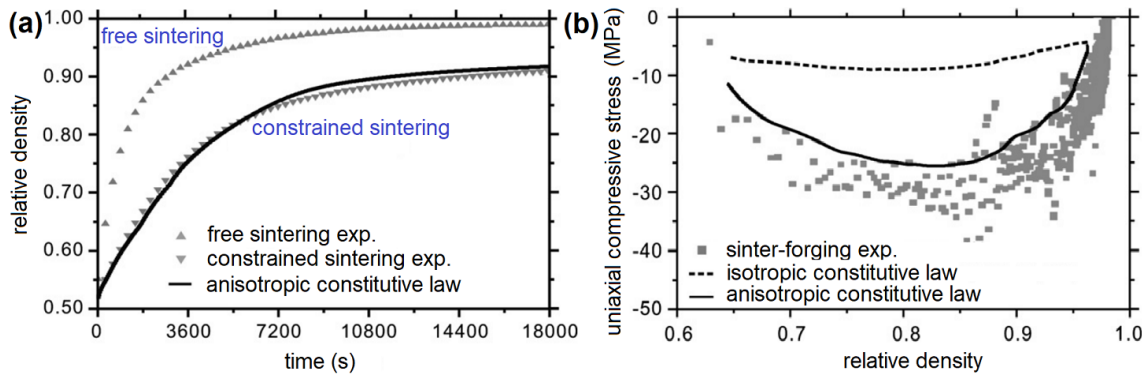 (a)
free sintering
constrained sintering
free sintering exp.
constrained sintering exp.
anisotropic constitutive law
relative density
1.00
0.90
0.80
0.70
0.60
0.50
0
3600
7200
10800
14400
18000
time (s)
(b)
uniaxial compressive stress (MPa)
0
-10
-20
-30
-40
-50
sinter-forging exp.
isotropic constitutive law
anisotropic constitutive law
0.6
0.7
0.8
0.9
1.0
relative density